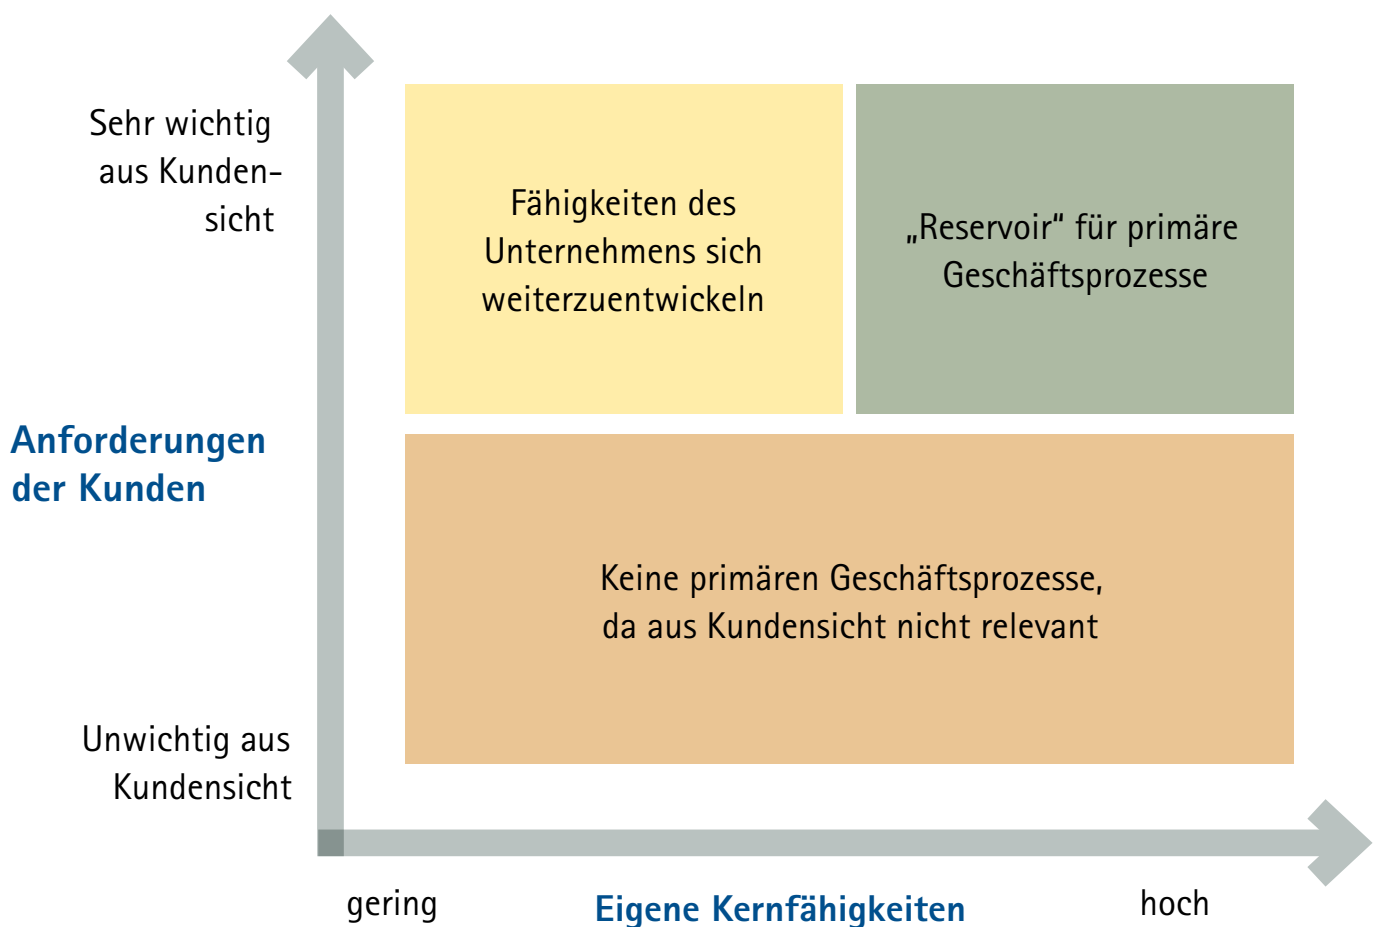 Sehr wichtig
aus Kunden-
sicht
Fähigkeiten des
Unternehmens sich
weiterzuentwickeln
„Reservoir“ für primäre
Geschäftsprozesse
Anforderungen
der Kunden
Keine primären Geschäftsprozesse,
da aus Kundensicht nicht relevant
Unwichtig aus
Kundensicht
gering
Eigene Kernfähigkeiten
hoch